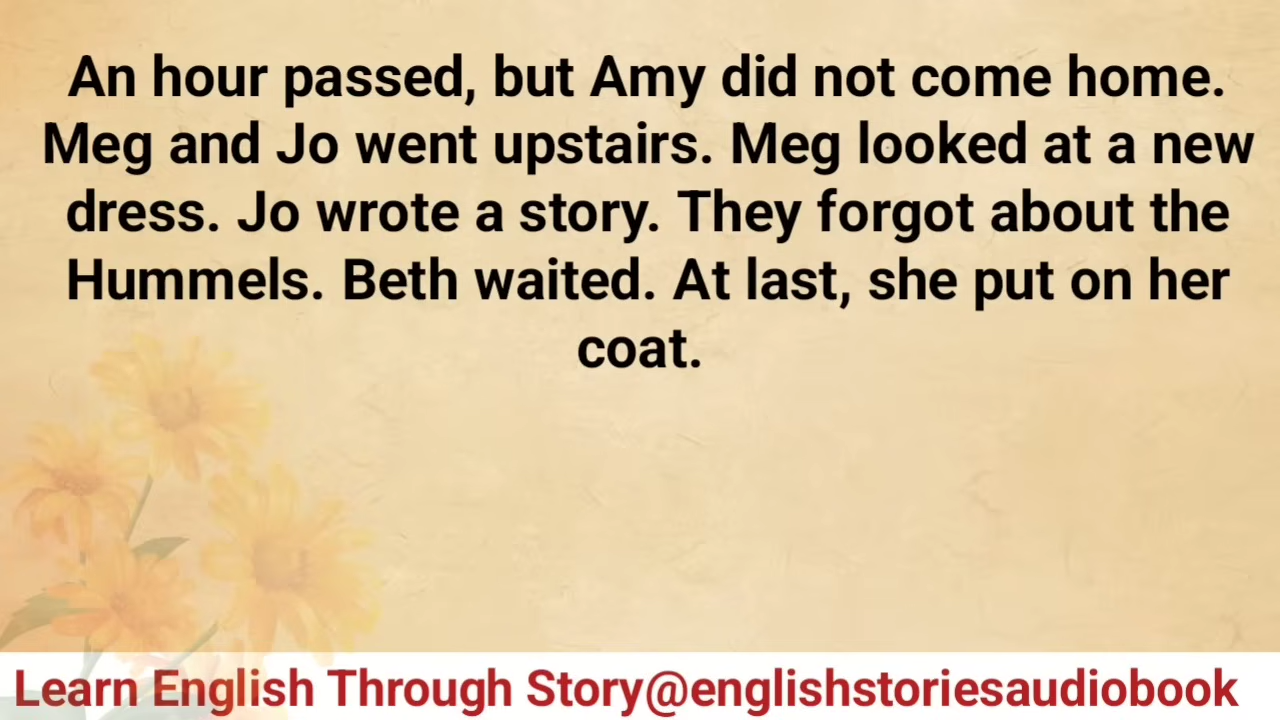 An hour passed, but Amy did not come home.
Meg and Jo went upstairs. Meg looked at a new
dress. Jo wrote a story. They forgot about the
Hummels. Beth waited. At last, she put on her
coat.
Learn English Through Story@englishstoriesaudiobook